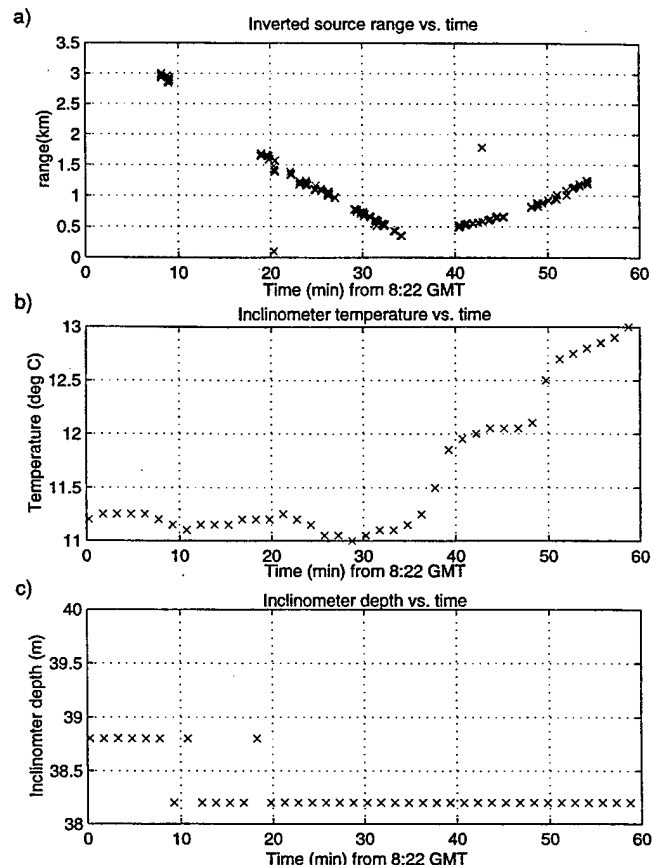 a)
Inverted source range vs. time
range(km)
3.5
3
2.5
2
1.5
1
0.5
0
0 10 20 30 40 50 60
Time (min) from 8:22 GMT
b)
Inclinometer temperature vs. time
Temperature (deg C)
13
12.5
12
11.5
11
0 10 20 30 40 50 60
Time (min) from 8:22 GMT
c)
Inclinometer depth vs. time
Inclinomter depth (m)
40
39.5
39
38.5
38
0 10 20 30 40 50 60
Time (min) from 8:22 GMT